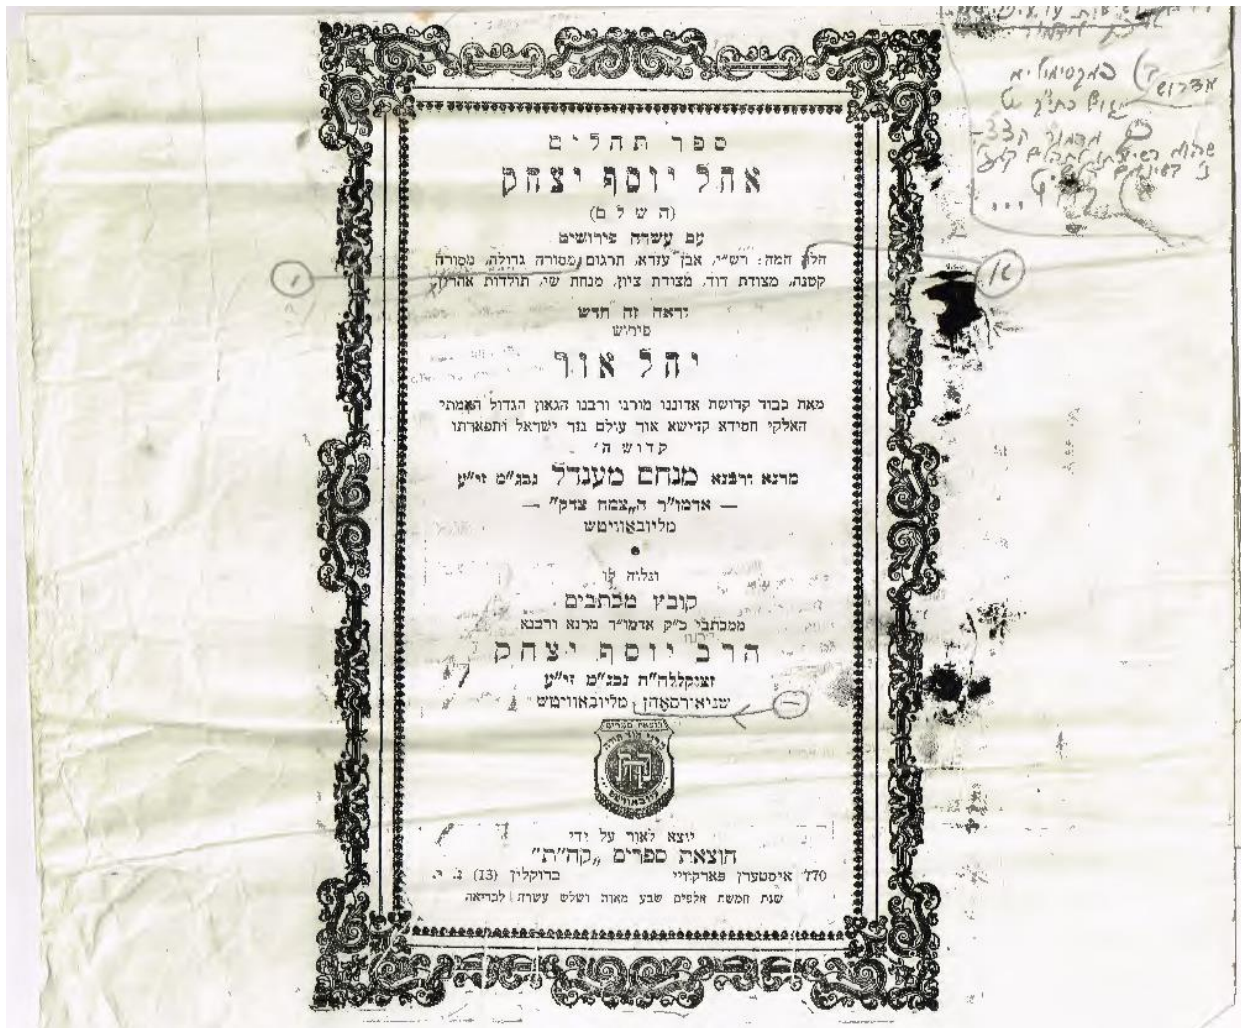 ספר תהלים
אהל יוסף יצחק
(השלם)
עם עשרה פירושים
הלא המה: רש״י, אבן עזרא, תרגום, מסורה גדולה, מסורה
קטנה, מצודת דוד, מצודת ציון, מנחת שי, תולדות אהרן
וראה זה חדש
פירוש
יהל אור
מאת כבוד קדושת אדוננו מורנו ורבנו הגאון הגדול האמתי
האלקי חסידא קדישא אור עולם נזר ישראל ותפארתו
קדוש ה׳
מרנא ורבנא מנחם מענדל נבג״מ זי״ע
— אדמו״ר ה„צמח צדק״ —
מליובאוויטש
ונלוה לו
קובץ מכתבים
ממכתבי כ״ק אדמו״ר מרנא ורבנא
הרב יוסף יצחק
זצוקללה״ה נבג״מ זי״ע
שניאורסאהן מליובאוויטש
הוצאת ספרים
ליובאוויטש
יוצא לאור על ידי
הוצאת ספרים „קה״ת״
770 איסטערן פארקוויי ברוקלין (13) נ. י.
שנת חמשת אלפים שבע מאות ושלש עשרה לבריאה